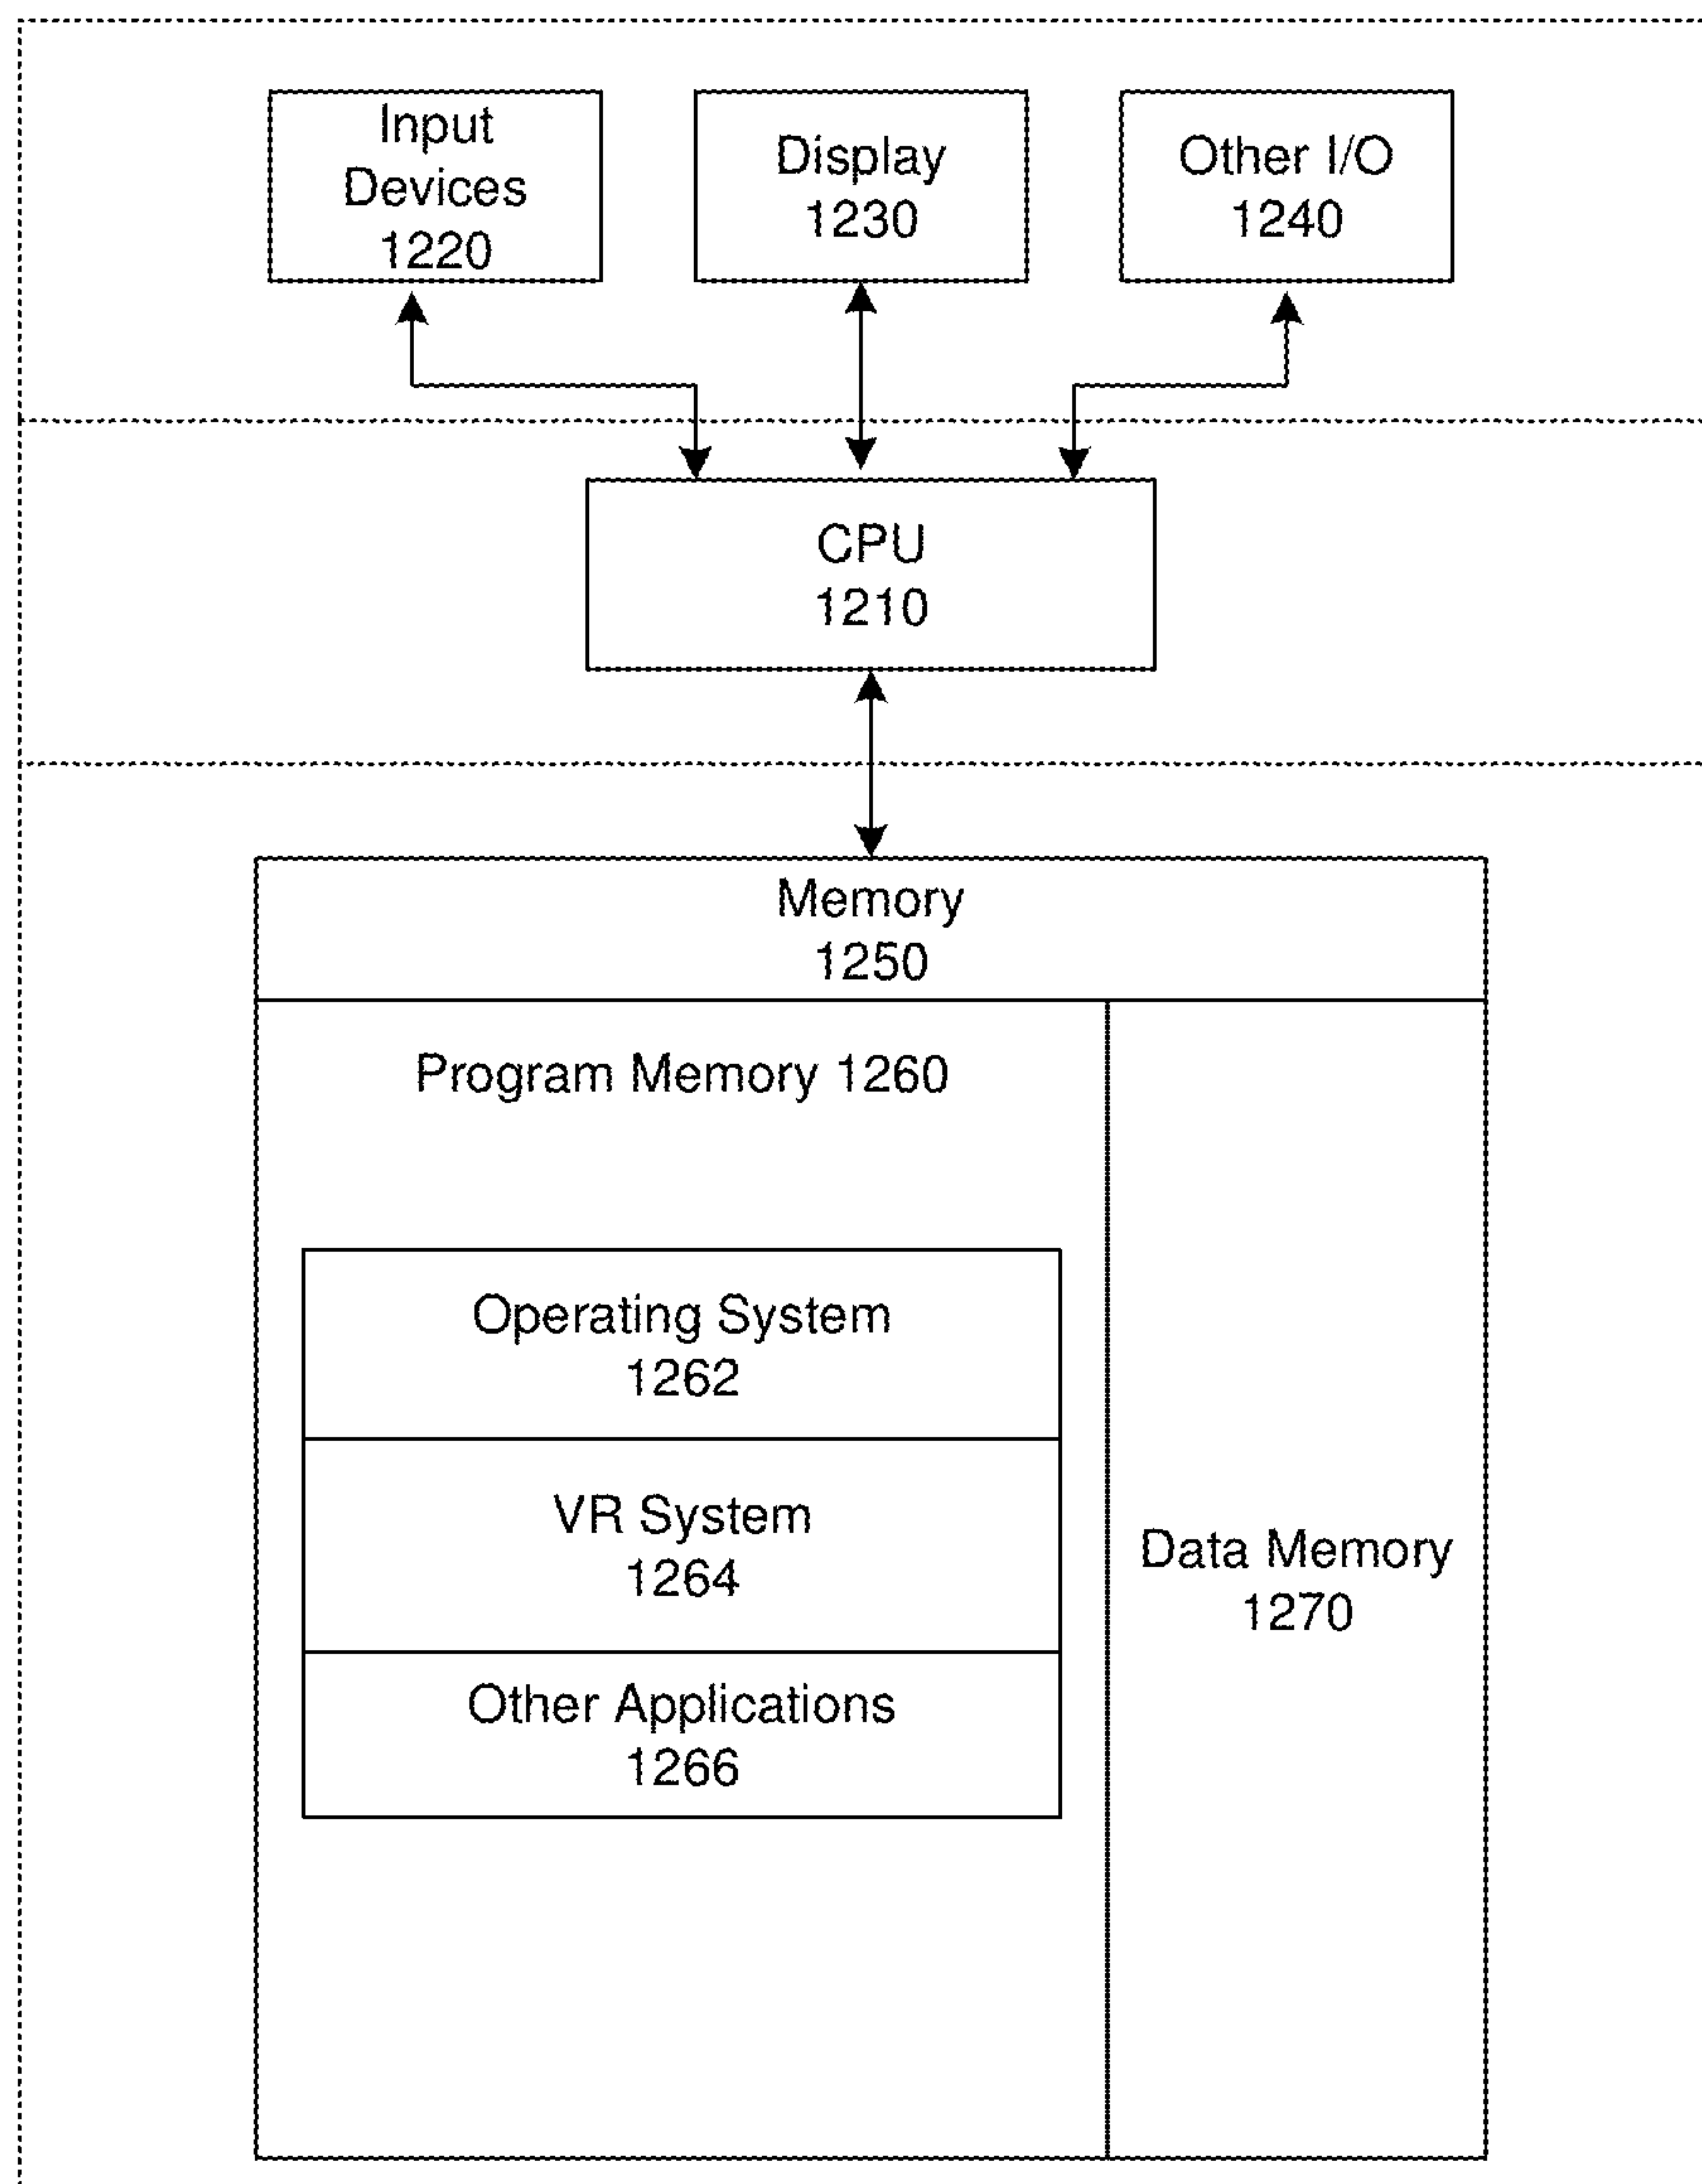 Input
Devices
1220
Display
1230
Other I/O
1240
CPU
1210
Memory
1250
Program Memory 1260
Operating System
1262
VR System
1264
Other Applications
1266
Data Memory
1270